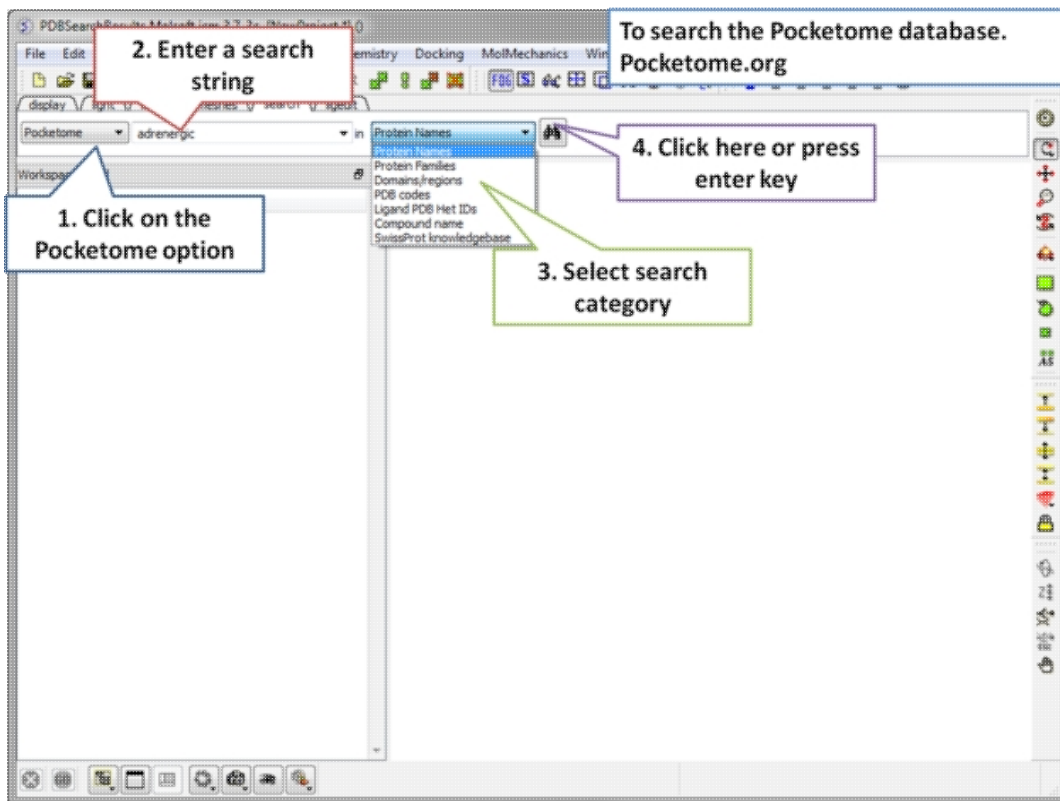 To search the Pocketome database.
Pocketome.org
2. Enter a search
string
File Edit
emistry Docking MolMechanics Win
display
Pocketome adrenergic in Protein Names
Protein Names
Protein Families
Domains/regions
PDB codes
Ligand PDB Het IDs
Compound name
SwissProt knowledgebase
4. Click here or press
enter key
1. Click on the
Pocketome option
3. Select search
category
AS